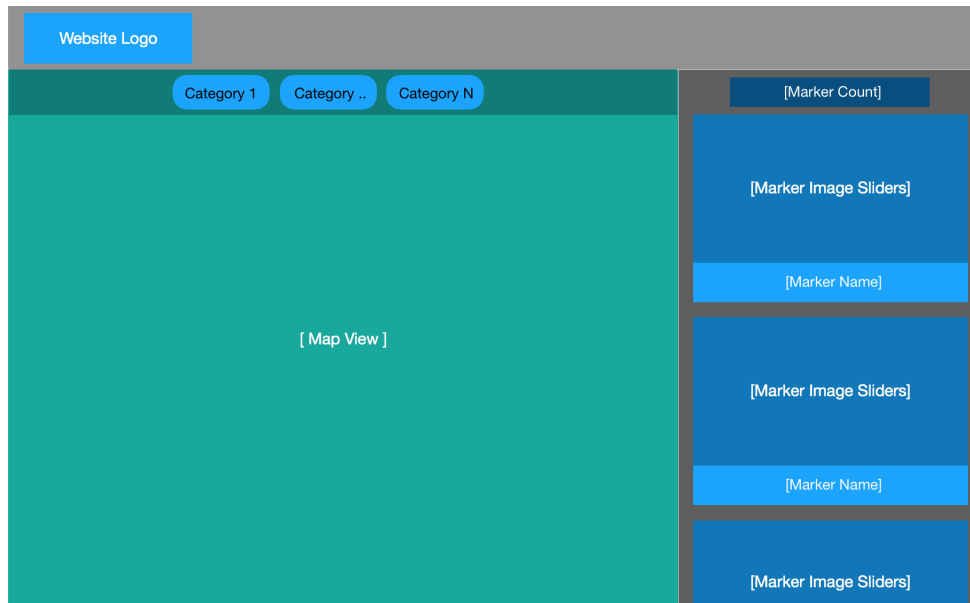 Website Logo
Category 1
Category ..
Category N
[Marker Count]
[Marker Image Sliders]
[Marker Name]
[ Map View ]
[Marker Image Sliders]
[Marker Name]
[Marker Image Sliders]